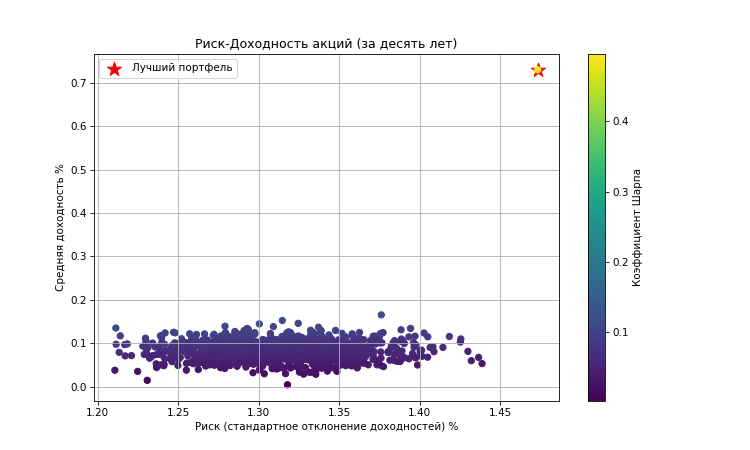 Риск-Доходность акций (за десять лет)
Лучший портфель
Средняя доходность %
0.7
0.6
0.5
0.4
0.3
0.2
0.1
0.0
1.20 1.25 1.30 1.35 1.40 1.45
Риск (стандартное отклонение доходностей) %
0.4
0.3
0.2
0.1
Коэффициент Шарпа